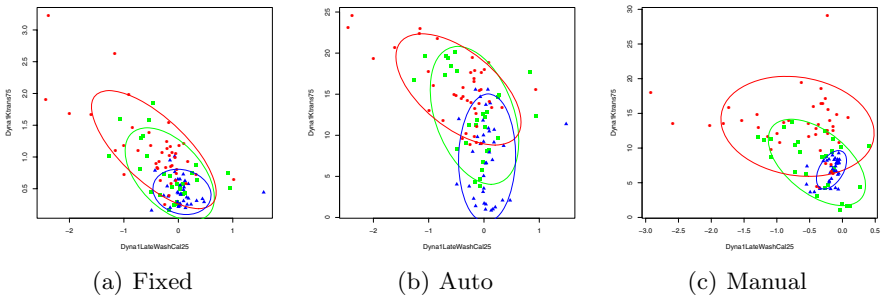 Dyna1Ktrans75
0.5 1.0 1.5 2.0 2.5 3.0
−2 −1 0 1
Dyna1LateWashCal25
(a) Fixed
Dyna1Ktrans75
0 5 10 15 20 25
−2 −1 0 1
Dyna1LateWashCal25
(b) Auto
Dyna1Ktrans75
0 5 10 15 20 25 30
−3.0 −2.5 −2.0 −1.5 −1.0 −0.5 0.0 0.5
Dyna1LateWashCal25
(c) Manual